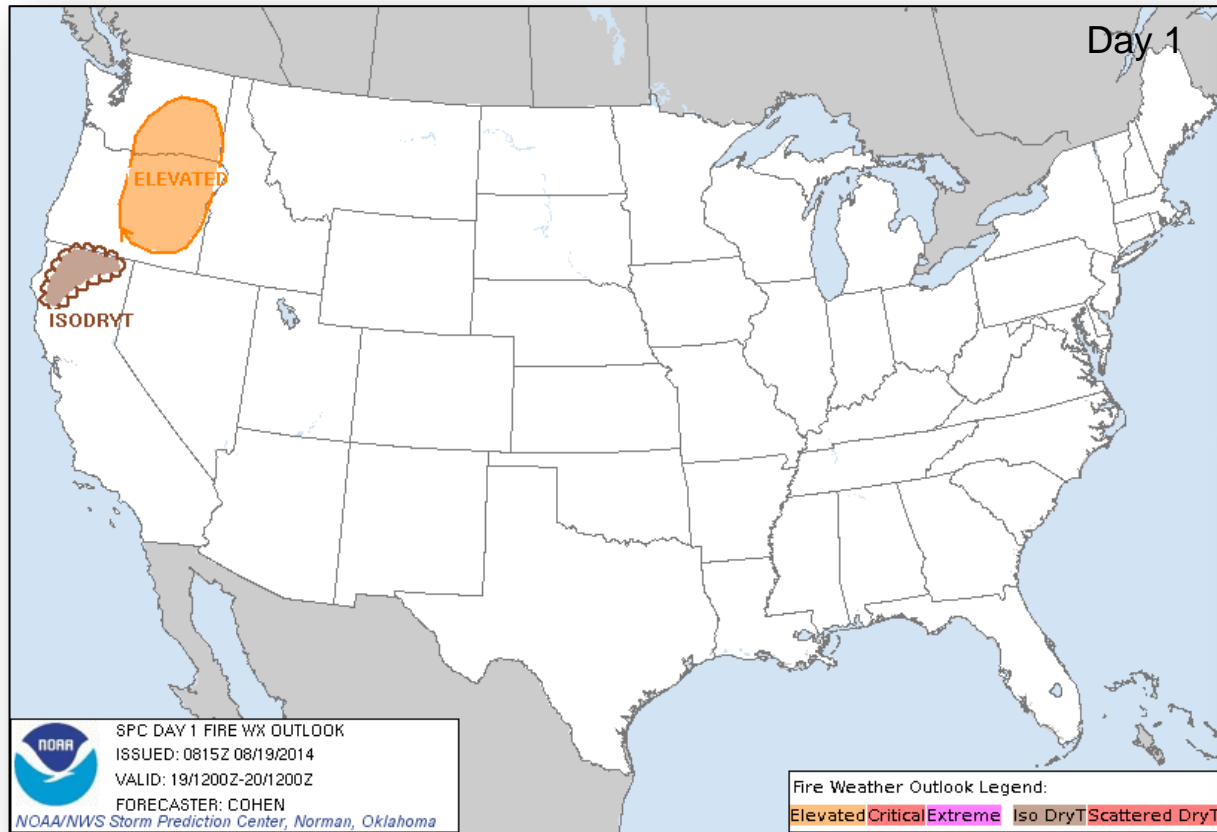 Day 1
ELEVATED
ISODRYT
NOAA
SPC DAY 1 FIRE WX OUTLOOK
ISSUED: 0815Z 08/19/2014
VALID: 19/1200Z-20/1200Z
FORECASTER: COHEN
NOAA/NWS Storm Prediction Center, Norman, Oklahoma
Fire Weather Outlook Legend:
Elevated Critical Extreme Iso DryT Scattered DryT